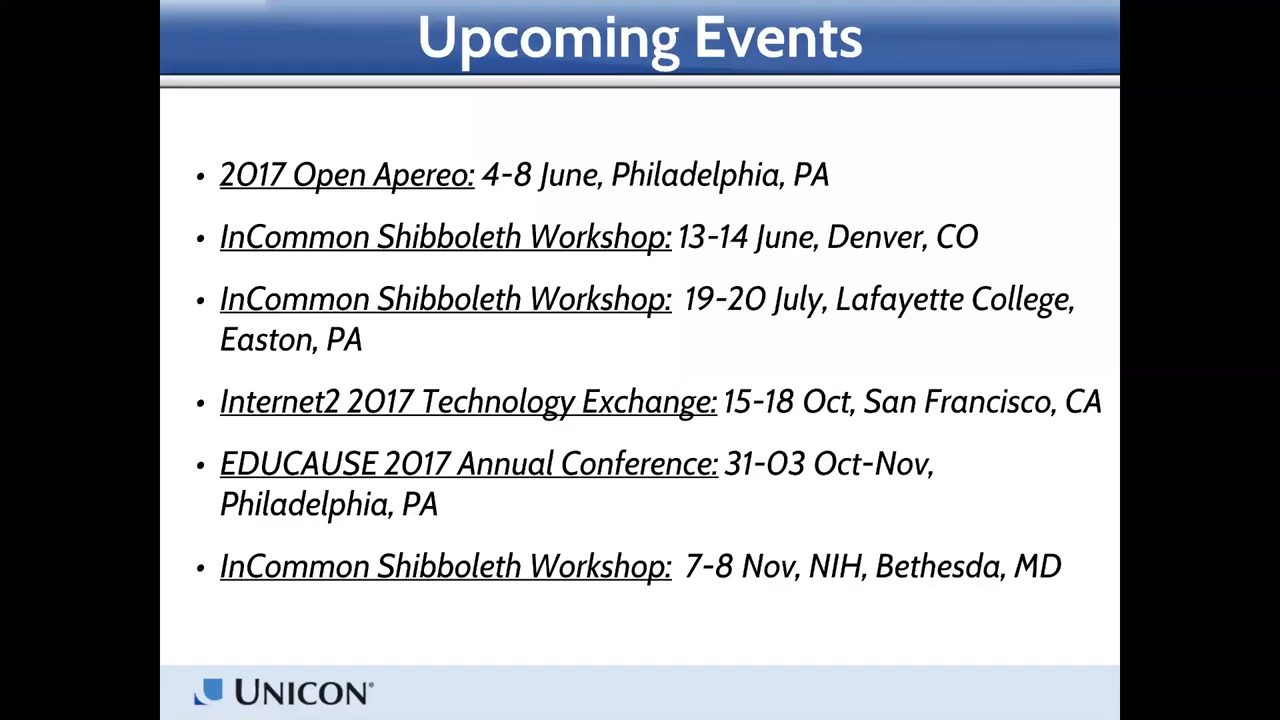 Upcoming Events
• 2017 Open Apereo: 4-8 June, Philadelphia, PA
• InCommon Shibboleth Workshop: 13-14 June, Denver, CO
• InCommon Shibboleth Workshop: 19-20 July, Lafayette College,
Easton, PA
• Internet2 2017 Technology Exchange: 15-18 Oct, San Francisco, CA
• EDUCAUSE 2017 Annual Conference: 31-03 Oct-Nov,
Philadelphia, PA
• InCommon Shibboleth Workshop: 7-8 Nov, NIH, Bethesda, MD
UNICON®